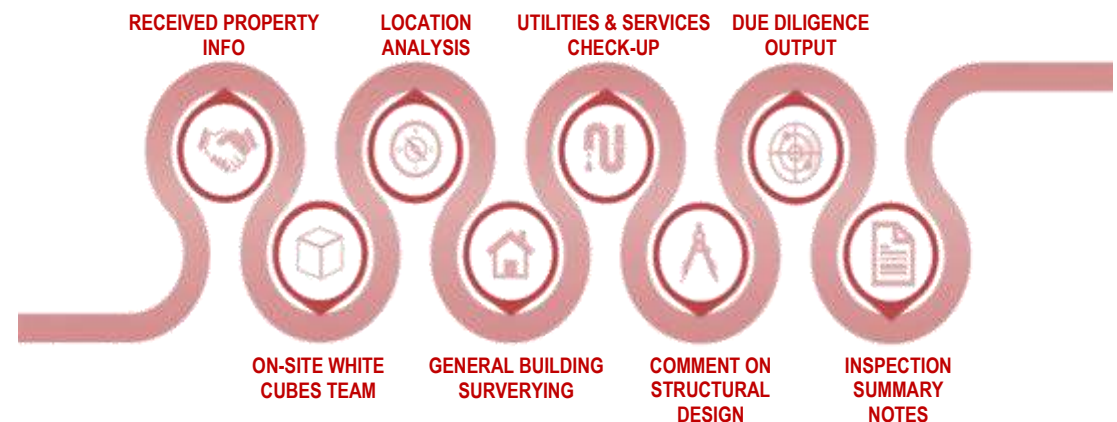 RECEIVED PROPERTY
INFO
LOCATION
ANALYSIS
UTILITIES & SERVICES
CHECK-UP
DUE DILIGENCE
OUTPUT
ON-SITE WHITE
CUBES TEAM
GENERAL BUILDING
SURVERYING
COMMENT ON
STRUCTURAL
DESIGN
INSPECTION
SUMMARY
NOTES